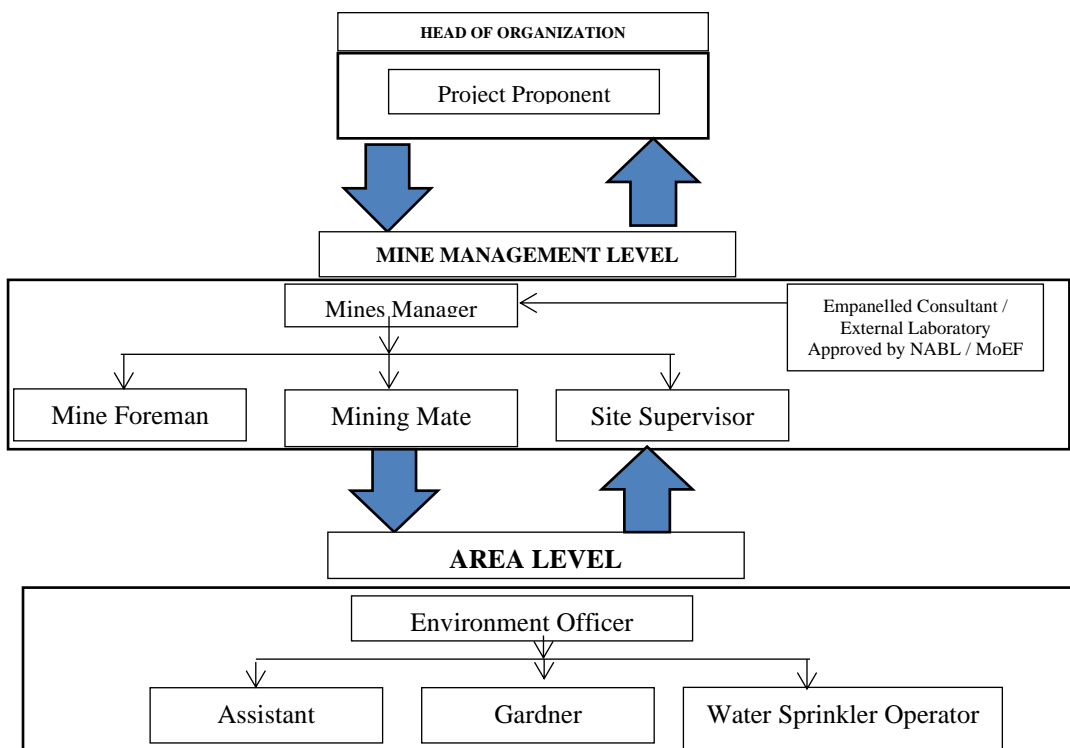 HEAD OF ORGANIZATION
Project Proponent
MINE MANAGEMENT LEVEL
Mines Manager
Empanelled Consultant /
External Laboratory
Approved by NABL / MoEF
Mine Foreman
Mining Mate
Site Supervisor
AREA LEVEL
Environment Officer
Assistant
Gardner
Water Sprinkler Operator